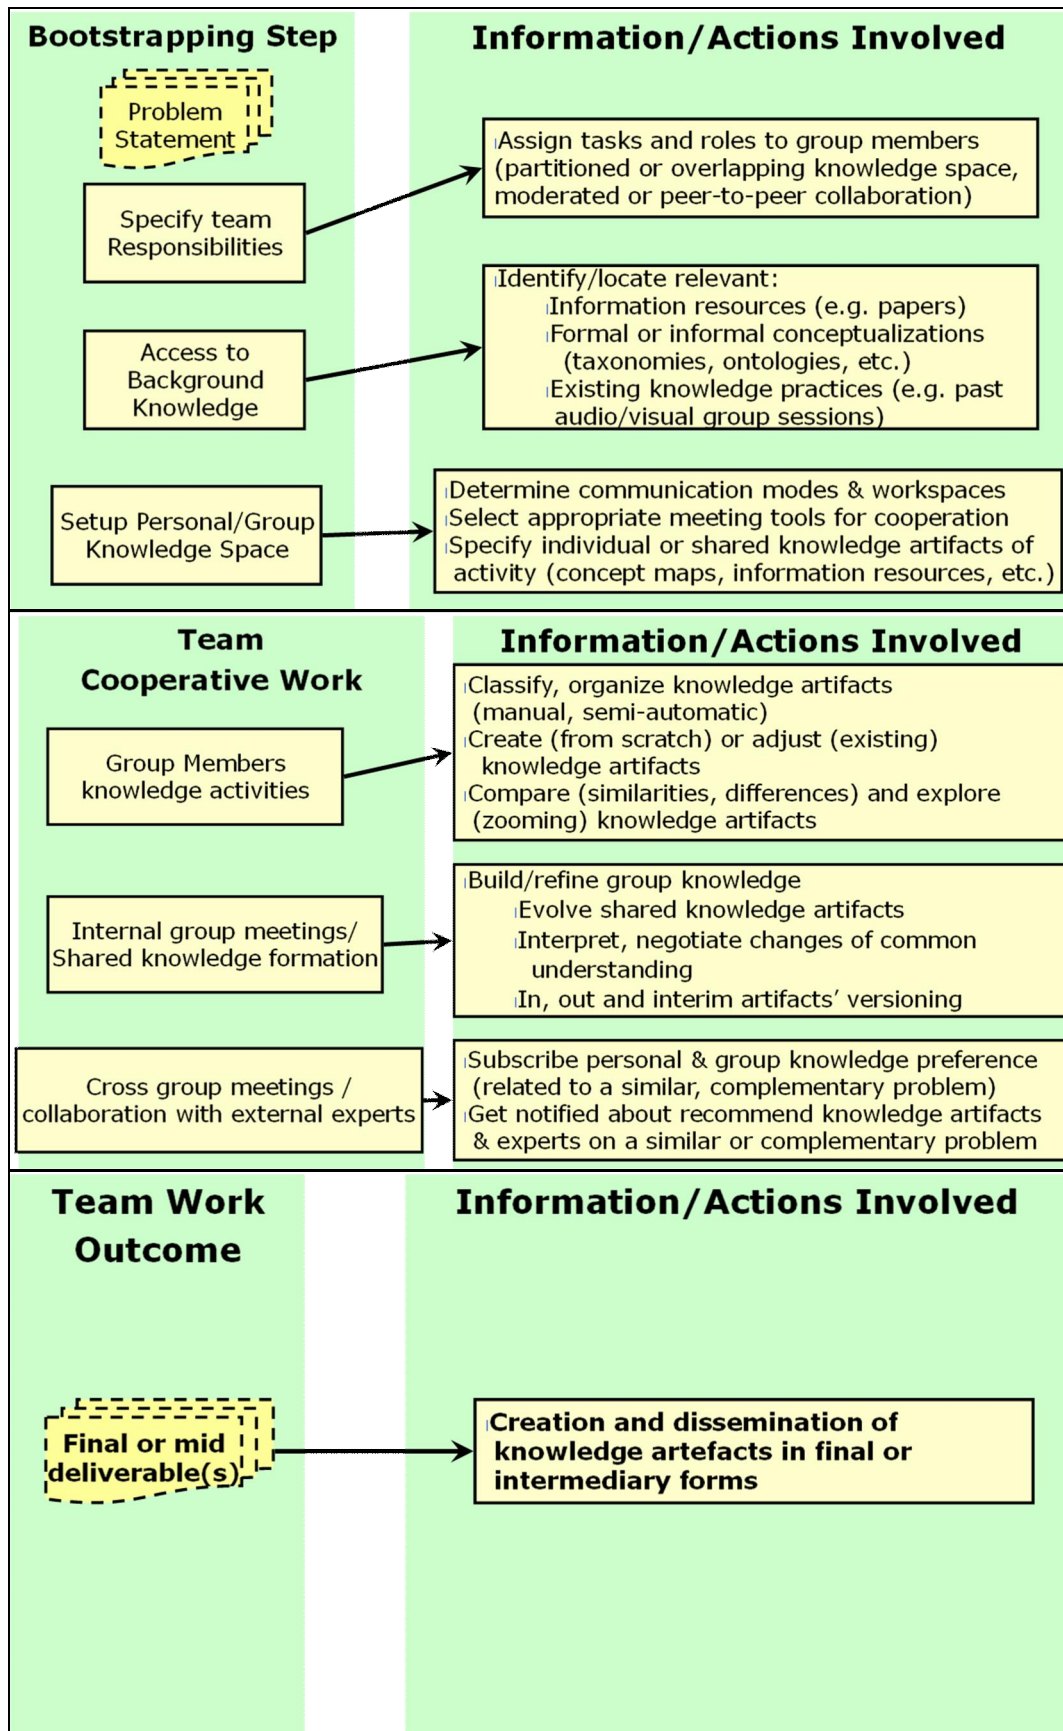 Bootstrapping Step
Information/Actions Involved
Problem
Statement
Specify team
Responsibilities
Assign tasks and roles to group members
(partitioned or overlapping knowledge space,
moderated or peer-to-peer collaboration)
Access to
Background
Knowledge
Identify/locate relevant:
Information resources (e.g. papers)
Formal or informal conceptualizations
(taxonomies, ontologies, etc.)
Existing knowledge practices (e.g. past
audio/visual group sessions)
Setup Personal/Group
Knowledge Space
Determine communication modes & workspaces
Select appropriate meeting tools for cooperation
Specify individual or shared knowledge artifacts of
activity (concept maps, information resources, etc.)
Team
Cooperative Work
Information/Actions Involved
Group Members
knowledge activities
Classify, organize knowledge artifacts
(manual, semi-automatic)
Create (from scratch) or adjust (existing)
knowledge artifacts
Compare (similarities, differences) and explore
(zooming) knowledge artifacts
Internal group meetings/
Shared knowledge formation
Build/refine group knowledge
Evolve shared knowledge artifacts
Interpret, negotiate changes of common
understanding
In, out and interim artifacts’ versioning
Cross group meetings /
collaboration with external experts
Subscribe personal & group knowledge preference
(related to a similar, complementary problem)
Get notified about recommend knowledge artifacts
& experts on a similar or complementary problem
Team Work
Outcome
Information/Actions Involved
Final or mid
deliverable(s)
Creation and dissemination of
knowledge artefacts in final or
intermediary forms